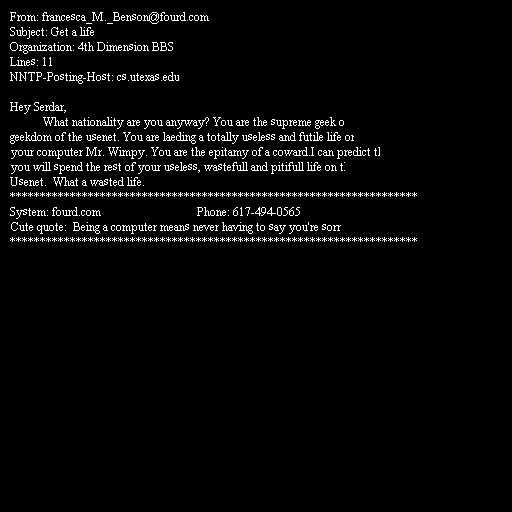 From: francesca_M._Benson@fourd.com
Subject: Get a life
Organization: 4th Dimension BBS
Lines: 11
NNTP-Posting-Host: cs.utexas.edu
Hey Serdar,
What nationality are you anyway? You are the supreme geek o
geekdom of the usenet. You are laeding a totally useless and futile life or
your computer Mr. Wimpy. You are the epitamy of a coward.I can predict
you will spend the rest of your useless, wastefull and pitifull life on
Usenet.  What a wasted life.
********************************************************************
System: fourd.com                                Phone: 617-494-0565
Cute quote:  Being a computer means never having to say you're sorr
********************************************************************